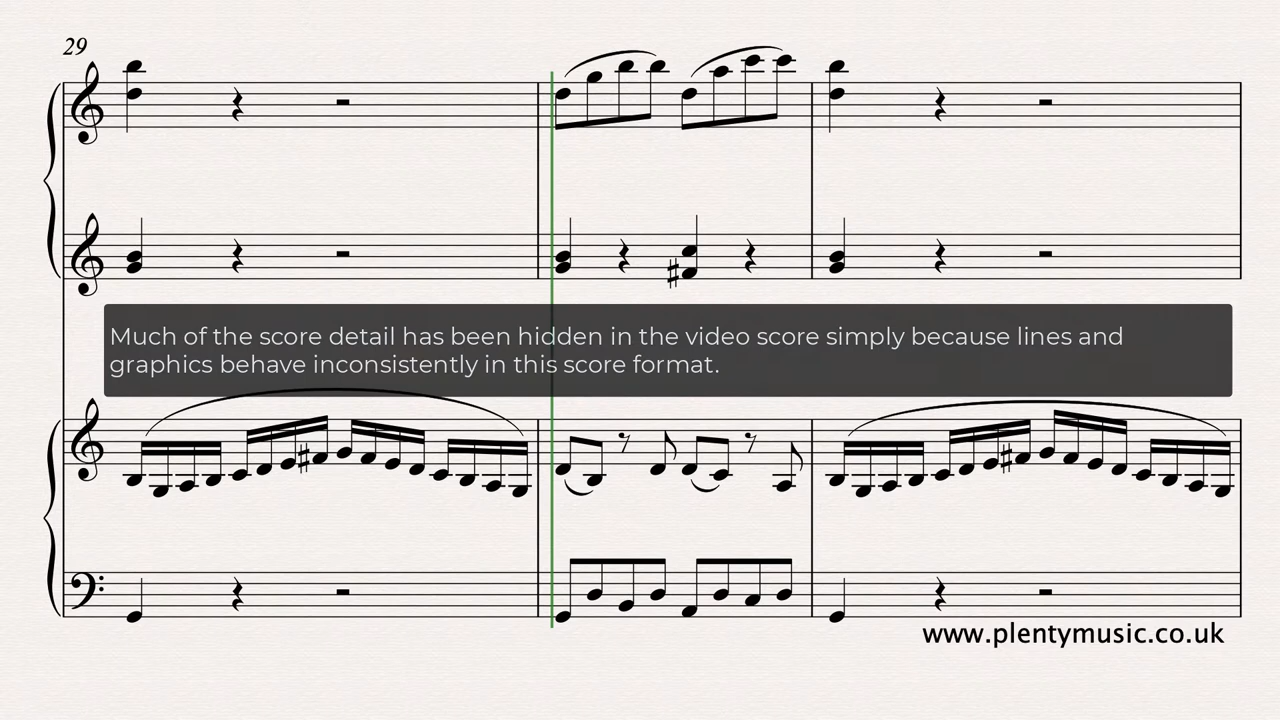 29
Much of the score detail has been hidden in the video score simply because lines and
graphics behave inconsistently in this score format.
www.plentymusic.co.uk